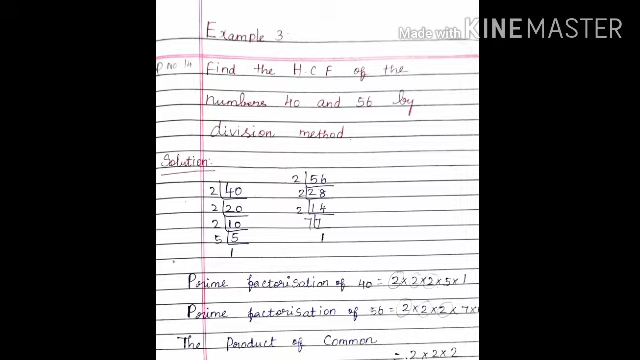 Example 3
Made with KINEMASTER
P no 14
Find the H.C.F of the
numbers 40 and 56 by
division method.
Solution:
2 | 40
2 | 20
2 | 10
5 | 5
1
2 | 56
2 | 28
2 | 14
7 | 7
1
Prime factorisation of 40 = 2 × 2 × 2 × 5 × 1
Prime factorisation of 56 = 2 × 2 × 2 × 7 ×
The Product of Common
= 2 × 2 × 2